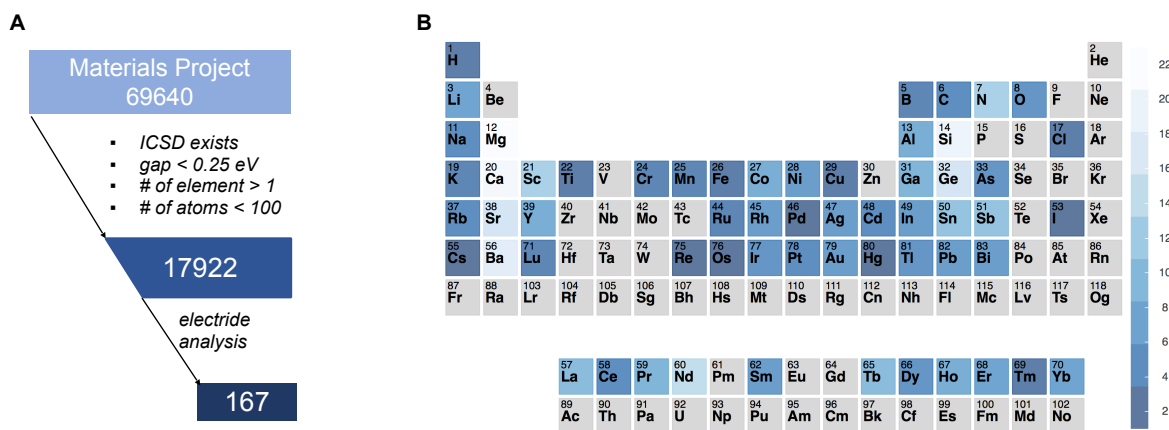 A
Materials Project
69640
▪ ICSD exists
▪ gap < 0.25 eV
▪ # of element > 1
▪ # of atoms < 100
17922
electride
analysis
167
B
1 2
H He
3 4 5 6 7 8 9 10
Li Be B C N O F Ne
11 12 13 14 15 16 17 18
Na Mg Al Si P S Cl Ar
19 20 21 22 23 24 25 26 27 28 29 30 31 32 33 34 35 36
K Ca Sc Ti V Cr Mn Fe Co Ni Cu Zn Ga Ge As Se Br Kr
37 38 39 40 41 42 43 44 45 46 47 48 49 50 51 52 53 54
Rb Sr Y Zr Nb Mo Tc Ru Rh Pd Ag Cd In Sn Sb Te I Xe
55 56 71 72 73 74 75 76 77 78 79 80 81 82 83 84 85 86
Cs Ba Lu Hf Ta W Re Os Ir Pt Au Hg Tl Pb Bi Po At Rn
87 88 103 104 105 106 107 108 109 110 111 112 113 114 115 116 117 118
Fr Ra Lr Rf Db Sg Bh Hs Mt Ds Rg Cn Nh Fl Mc Lv Ts Og
57 58 59 60 61 62 63 64 65 66 67 68 69 70
La Ce Pr Nd Pm Sm Eu Gd Tb Dy Ho Er Tm Yb
89 90 91 92 93 94 95 96 97 98 99 100 101 102
Ac Th Pa U Np Pu Am Cm Bk Cf Es Fm Md No
22
20
18
16
14
12
10
8
6
4
2